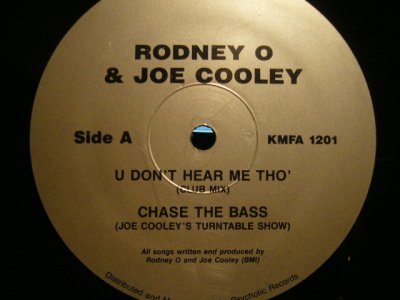 RODNEY O
& JOE COOLEY
Side A
KMFA 1201
U DON'T HEAR ME THO'
(CLUB MIX)
CHASE THE BASS
(JOE COOLEY'S TURNTABLE SHOW)
All songs written and produced by
Rodney O and Joe Cooley (BMI)
Distributed and Psychotic Records